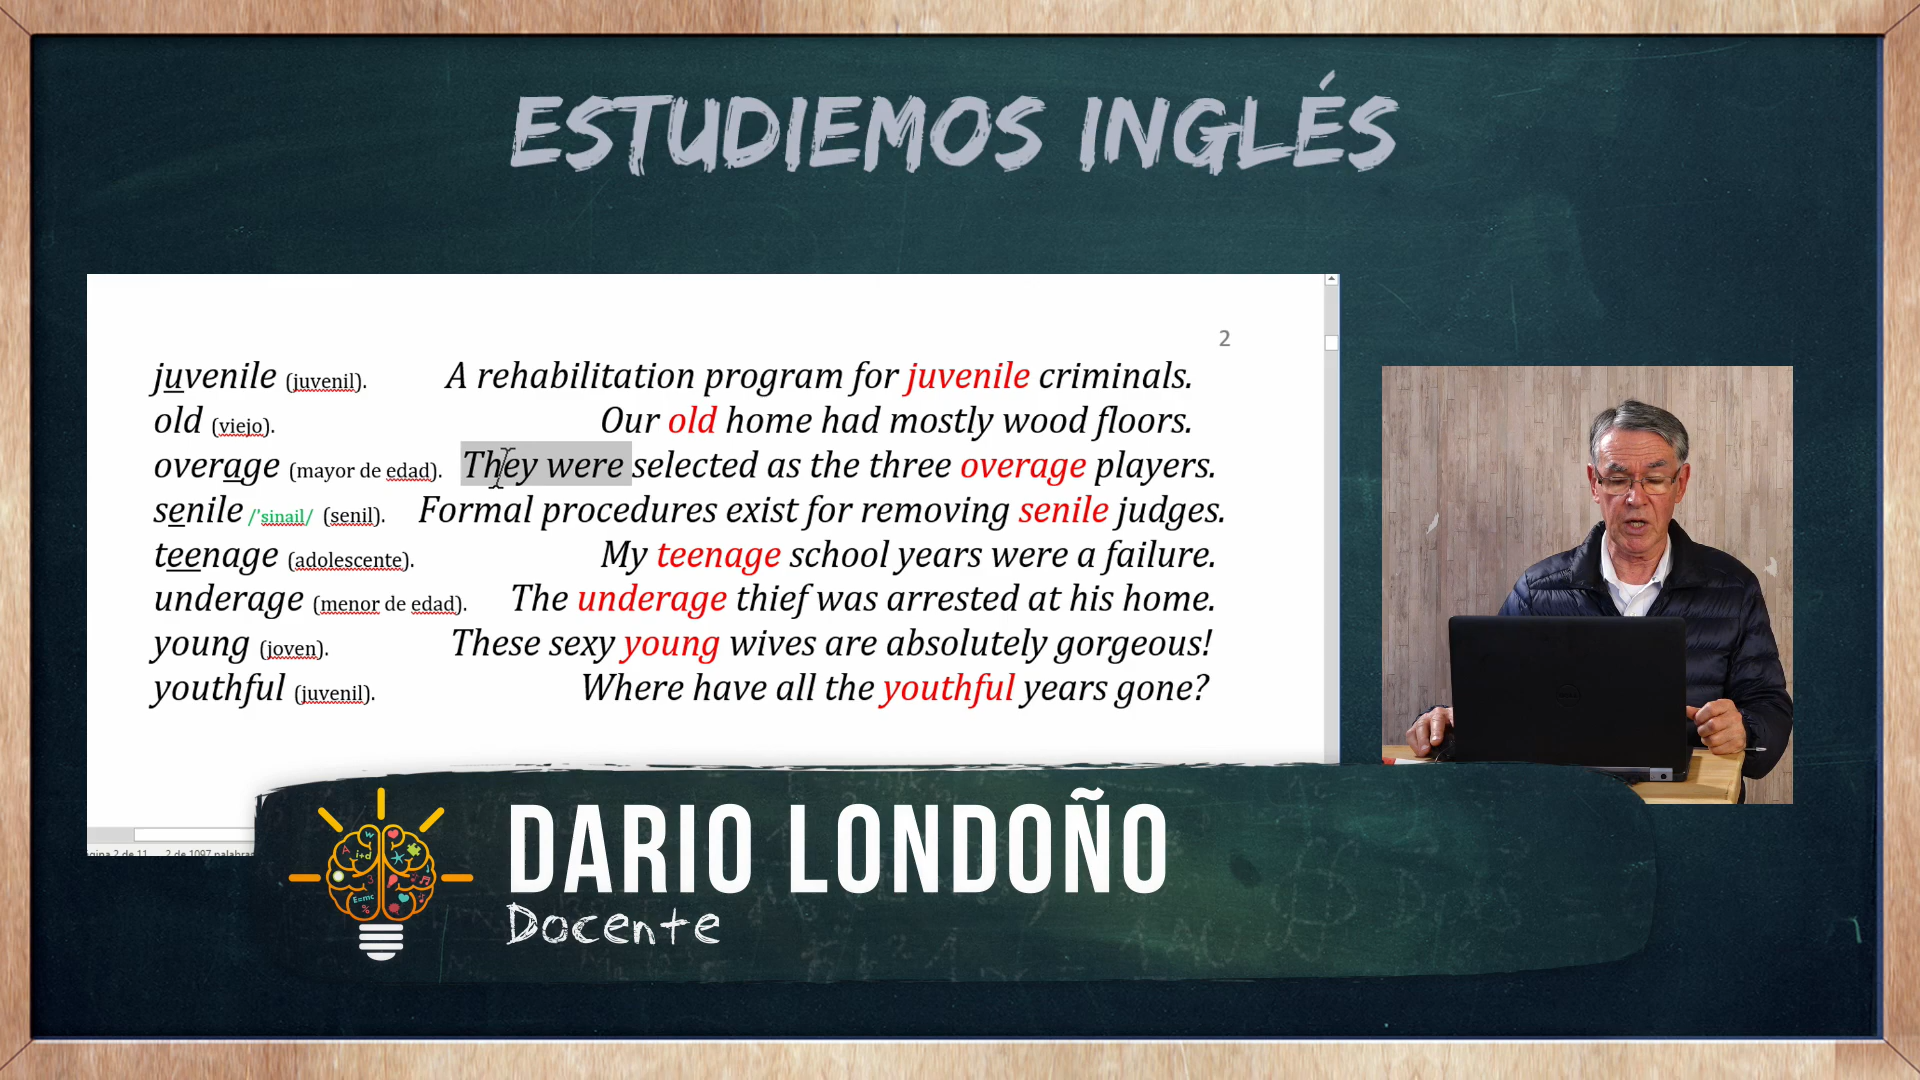 ESTUDIEMOS INGLÉS
2
juvenile (juvenil). A rehabilitation program for juvenile criminals.
old (viejo). Our old home had mostly wood floors.
overage (mayor de edad). They were selected as the three overage players.
senile /'sinail/ (senil). Formal procedures exist for removing senile judges.
teenage (adolescente). My teenage school years were a failure.
underage (menor de edad). The underage thief was arrested at his home.
young (joven). These sexy young wives are absolutely gorgeous!
youthful (juvenil). Where have all the youthful years gone?
DARIO LONDOÑO
Docente